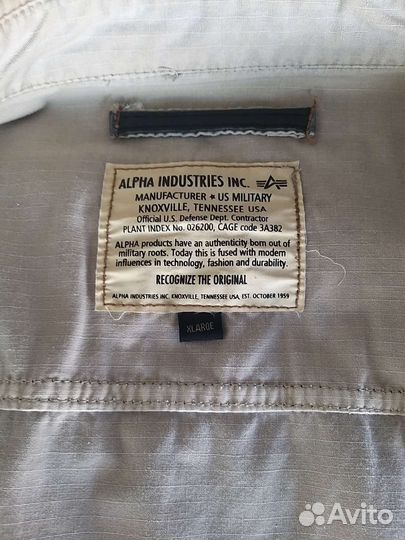 ALPHA INDUSTRIES INC.
MANUFACTURER ★ US MILITARY
KNOXVILLE, TENNESSEE USA
Official U.S. Defense Dept. Contractor
PLANT INDEX No. 026200, CAGE code 3A382
ALPHA products have an authenticity born out of
military roots. Today this is fused with modern
influences in technology, fashion and durability.
RECOGNIZE THE ORIGINAL
ALPHA INDUSTRIES INC. KNOXVILLE, TENNESSEE USA, EST. OCTOBER 1959
XLARGE
Avito